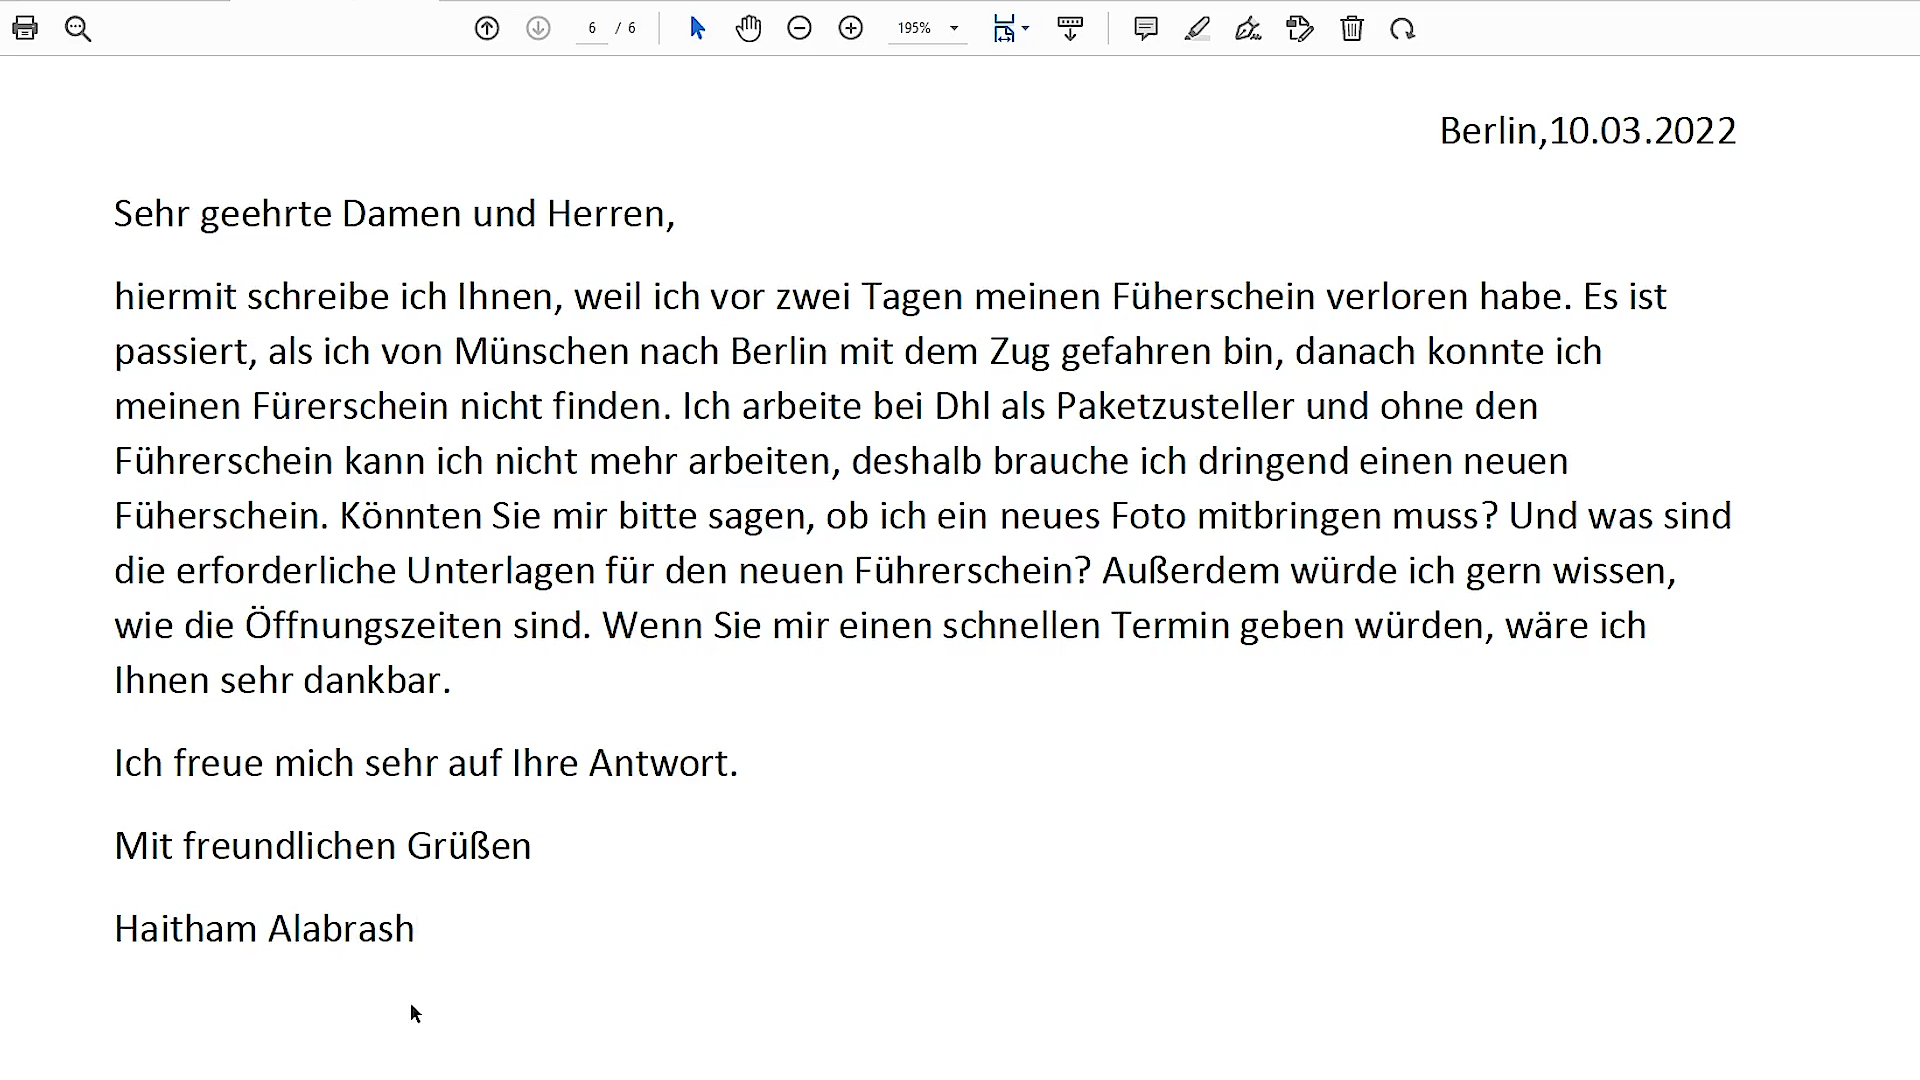 6 / 6
195%
Berlin,10.03.2022
Sehr geehrte Damen und Herren,
hiermit schreibe ich Ihnen, weil ich vor zwei Tagen meinen Füherschein verloren habe. Es ist
passiert, als ich von Münschen nach Berlin mit dem Zug gefahren bin, danach konnte ich
meinen Fürerschein nicht finden. Ich arbeite bei Dhl als Paketzusteller und ohne den
Führerschein kann ich nicht mehr arbeiten, deshalb brauche ich dringend einen neuen
Füherschein. Könnten Sie mir bitte sagen, ob ich ein neues Foto mitbringen muss? Und was sind
die erforderliche Unterlagen für den neuen Führerschein? Außerdem würde ich gern wissen,
wie die Öffnungszeiten sind. Wenn Sie mir einen schnellen Termin geben würden, wäre ich
Ihnen sehr dankbar.
Ich freue mich sehr auf Ihre Antwort.
Mit freundlichen Grüßen
Haitham Alabrash